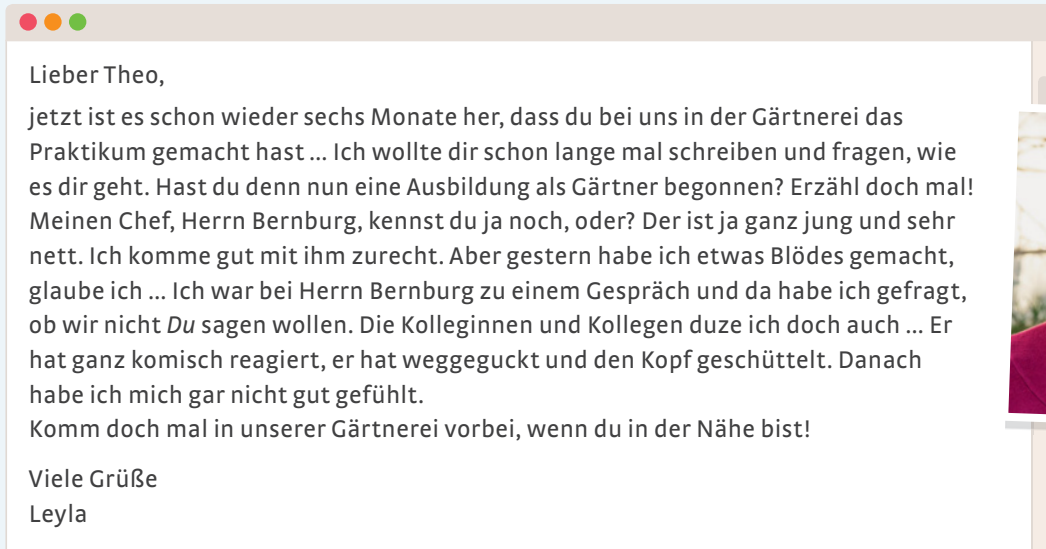 Lieber Theo,
jetzt ist es schon wieder sechs Monate her, dass du bei uns in der Gärtnerei das
Praktikum gemacht hast ... Ich wollte dir schon lange mal schreiben und fragen, wie
es dir geht. Hast du denn nun eine Ausbildung als Gärtner begonnen? Erzähl doch mal!
Meinen Chef, Herrn Bernburg, kennst du ja noch, oder? Der ist ja ganz jung und sehr
nett. Ich komme gut mit ihm zurecht. Aber gestern habe ich etwas Blödes gemacht,
glaube ich ... Ich war bei Herrn Bernburg zu einem Gespräch und da habe ich gefragt,
ob wir nicht Du sagen wollen. Die Kolleginnen und Kollegen duze ich doch auch ... Er
hat ganz komisch reagiert, er hat weggeguckt und den Kopf geschüttelt. Danach
habe ich mich gar nicht gut gefühlt.
Komm doch mal in unserer Gärtnerei vorbei, wenn du in der Nähe bist!
Viele Grüße
Leyla